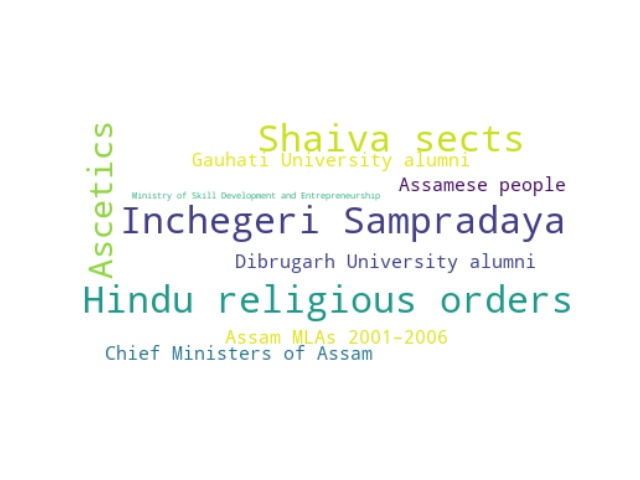 Shaiva sects
Gauhati University alumni
Ascetics
Assamese people
Ministry of Skill Development and Entrepreneurship
Inchegeri Sampradaya
Dibrugarh University alumni
Hindu religious orders
Assam MLAs 2001–2006
Chief Ministers of Assam